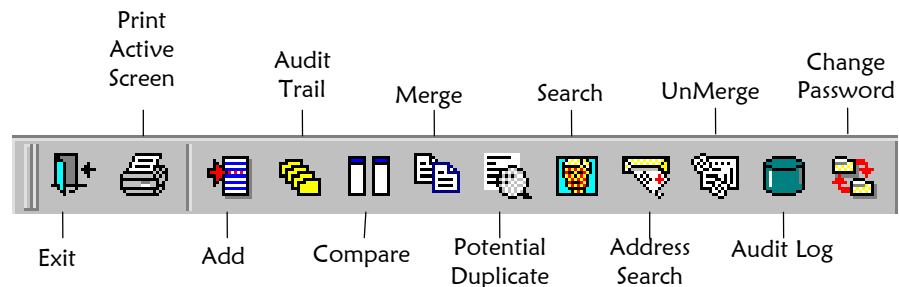 Print
Active
Screen
Audit
Trail
Merge
Search
UnMerge
Change
Password
Exit
Add
Compare
Potential
Duplicate
Address
Search
Audit Log